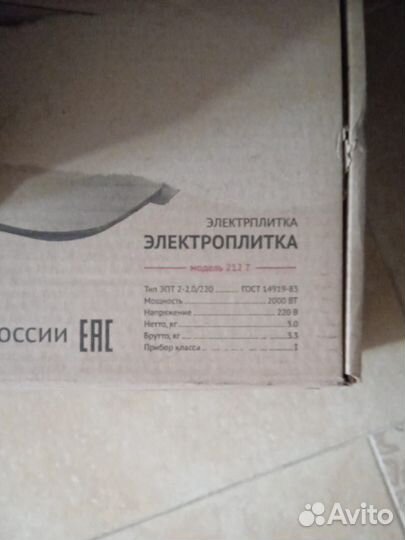 ЭЛЕКТРПЛИТКА
ЭЛЕКТРОПЛИТКА
модель 212 Т
Тип ЭПТ 2-2,0/220 ГОСТ 14919-83
Мощность 2000 ВТ
Напряжение 220 В
Нетто, кг 3.0
Брутто, кг 3.3
Прибор класса 1
ОССИИ EAC
Avito